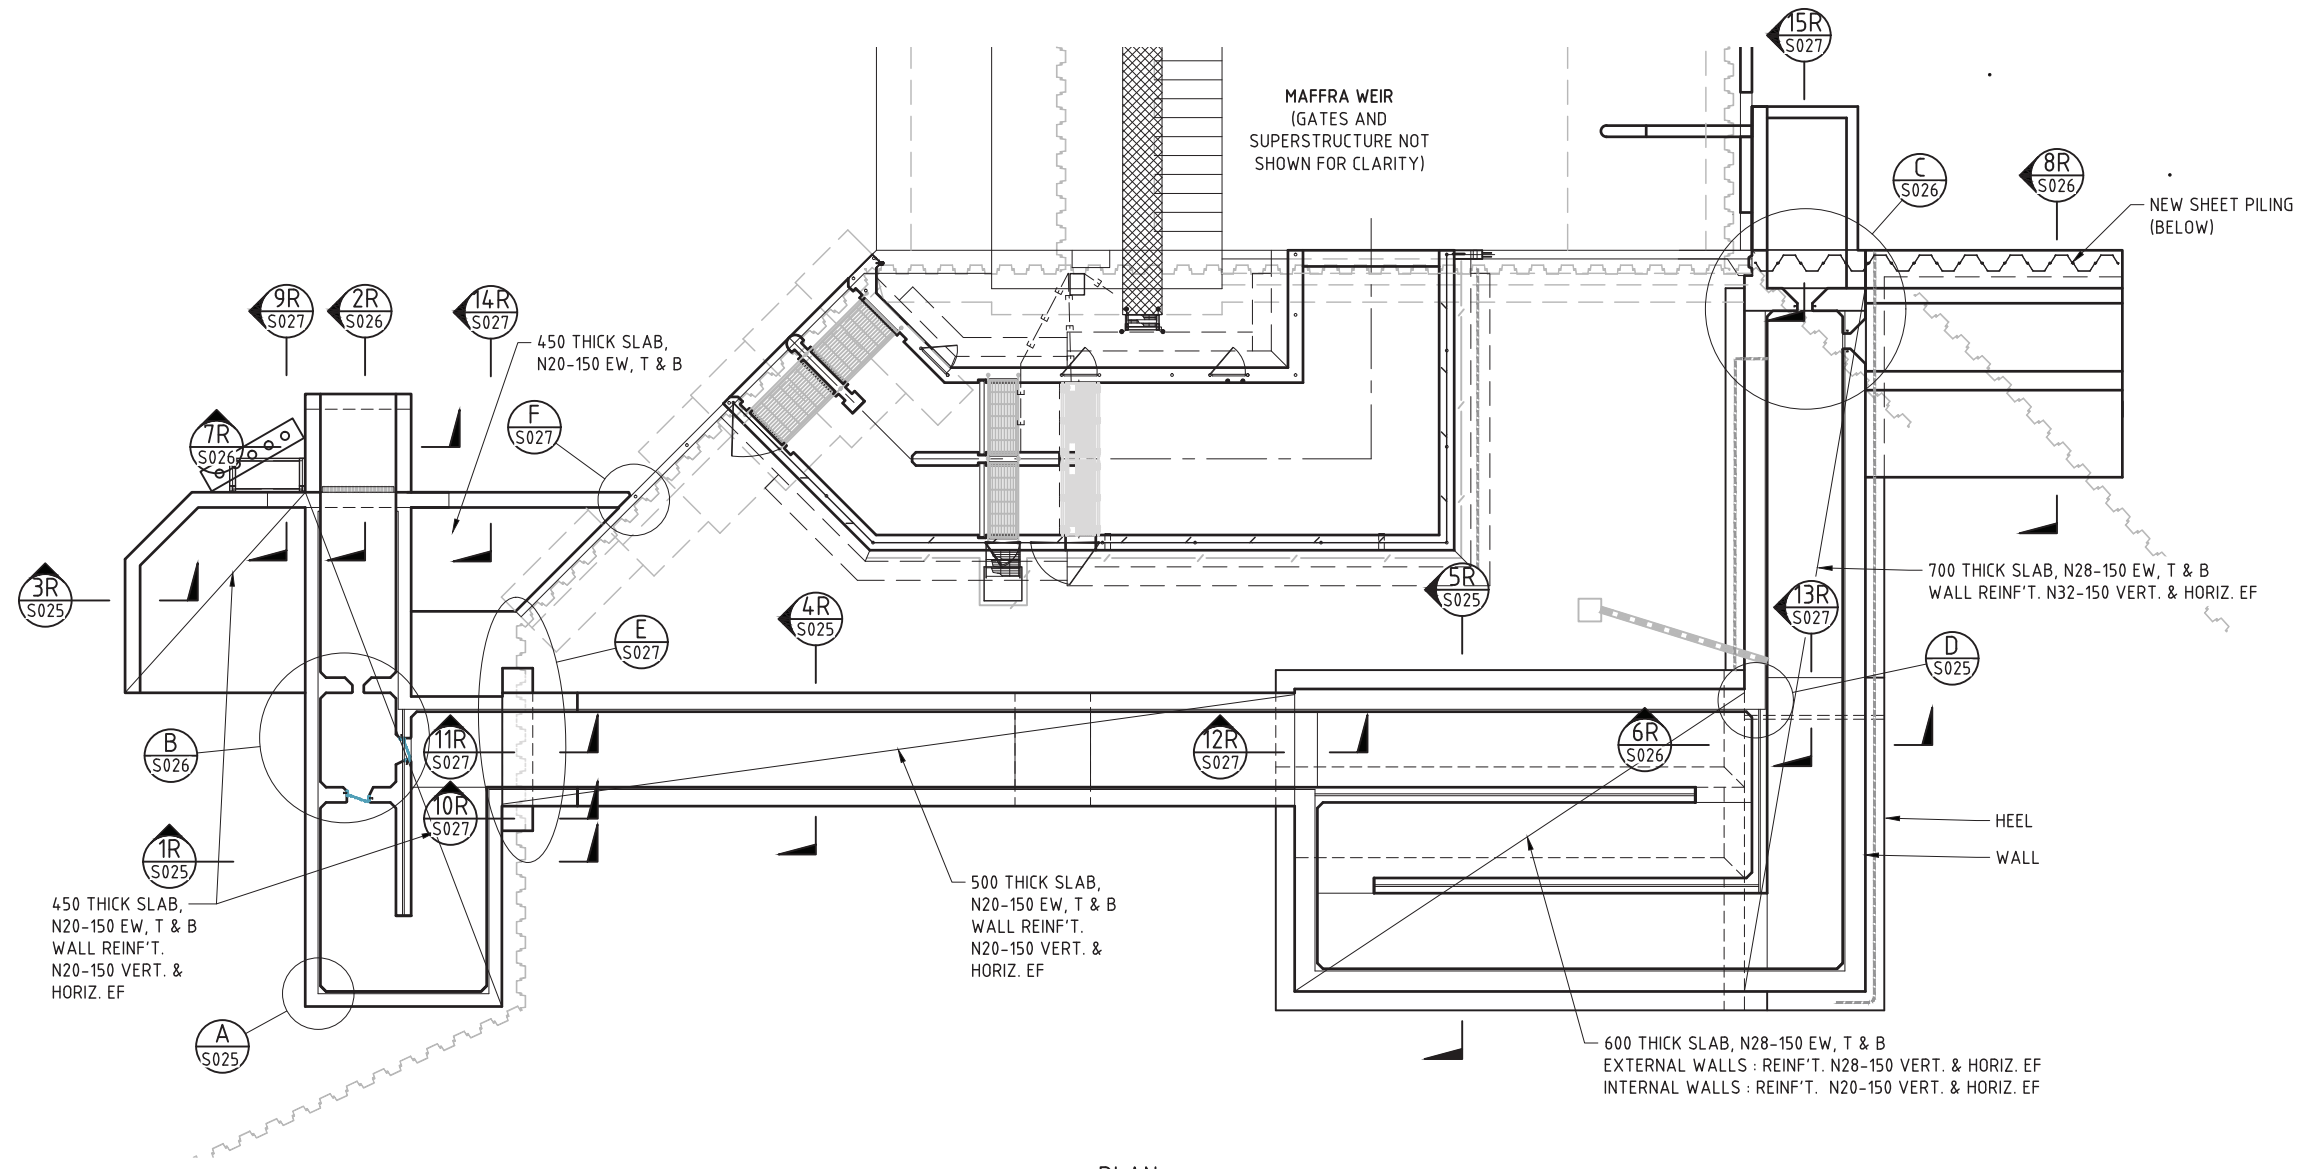 15R
S027
MAFFRA WEIR
(GATES AND
SUPERSTRUCTURE NOT
SHOWN FOR CLARITY)
C
S026
8R
S026
NEW SHEET PILING
(BELOW)
9R
S027
2R
S026
14R
S027
450 THICK SLAB,
N20-150 EW, T & B
F
S027
7R
S026
E
E
E
E
E
E
3R
S025
5R
S025
700 THICK SLAB, N28-150 EW, T & B
WALL REINF'T. N32-150 VERT. & HORIZ. EF
4R
S025
13R
S027
E
S027
D
S025
B
S026
11R
S027
12R
S027
6R
S026
10R
S027
HEEL
1R
S025
WALL
450 THICK SLAB,
N20-150 EW, T & B
WALL REINF'T.
N20-150 VERT. &
HORIZ. EF
500 THICK SLAB,
N20-150 EW, T & B
WALL REINF'T.
N20-150 VERT. &
HORIZ. EF
A
S025
600 THICK SLAB, N28-150 EW, T & B
EXTERNAL WALLS : REINF'T. N28-150 VERT. & HORIZ. EF
INTERNAL WALLS : REINF'T. N20-150 VERT. & HORIZ. EF
PLAN